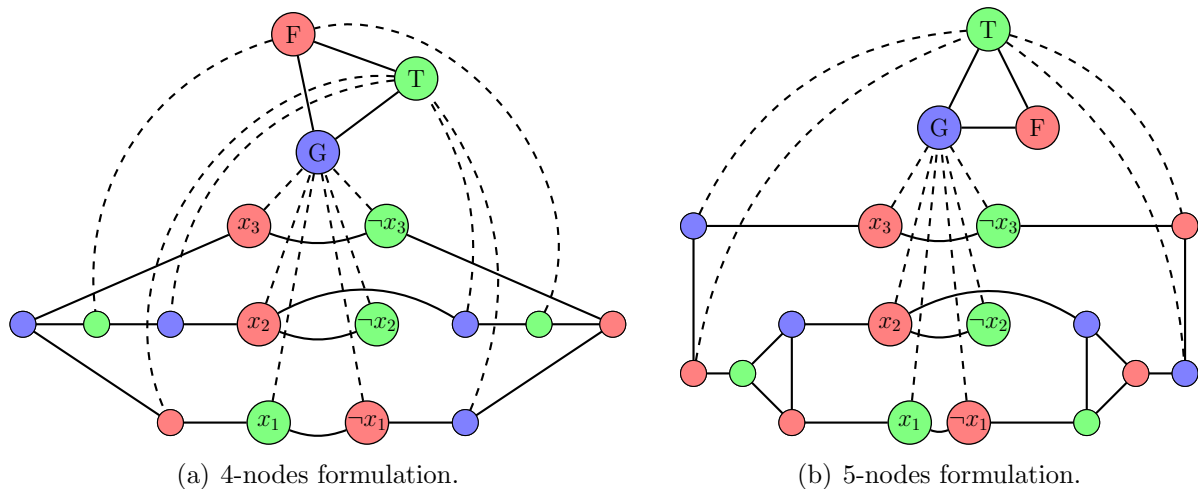 F
T
G
x₃ ¬x₃
x₂ ¬x₂
x₁ ¬x₁
(a) 4-nodes formulation.
T
G F
x₃ ¬x₃
x₂ ¬x₂
x₁ ¬x₁
(b) 5-nodes formulation.